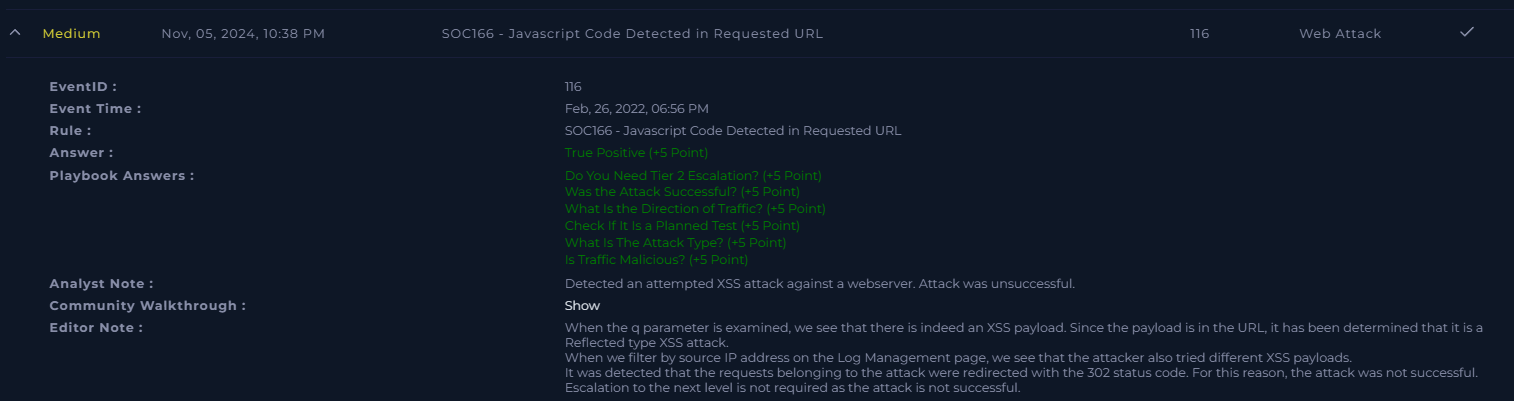 Medium Nov, 05, 2024, 10:38 PM SOC166 - Javascript Code Detected in Requested URL 116 Web Attack
EventID : 116
Event Time : Feb, 26, 2022, 06:56 PM
Rule : SOC166 - Javascript Code Detected in Requested URL
Answer : True Positive (+5 Point)
Playbook Answers : Do You Need Tier 2 Escalation? (+5 Point)
Was the Attack Successful? (+5 Point)
What Is the Direction of Traffic? (+5 Point)
Check If It Is a Planned Test (+5 Point)
What Is The Attack Type? (+5 Point)
Is Traffic Malicious? (+5 Point)
Analyst Note : Detected an attempted XSS attack against a webserver. Attack was unsuccessful.
Community Walkthrough : Show
Editor Note : When the q parameter is examined, we see that there is indeed an XSS payload. Since the payload is in the URL, it has been determined that it is a
Reflected type XSS attack.
When we filter by source IP address on the Log Management page, we see that the attacker also tried different XSS payloads.
It was detected that the requests belonging to the attack were redirected with the 302 status code. For this reason, the attack was not successful.
Escalation to the next level is not required as the attack is not successful.